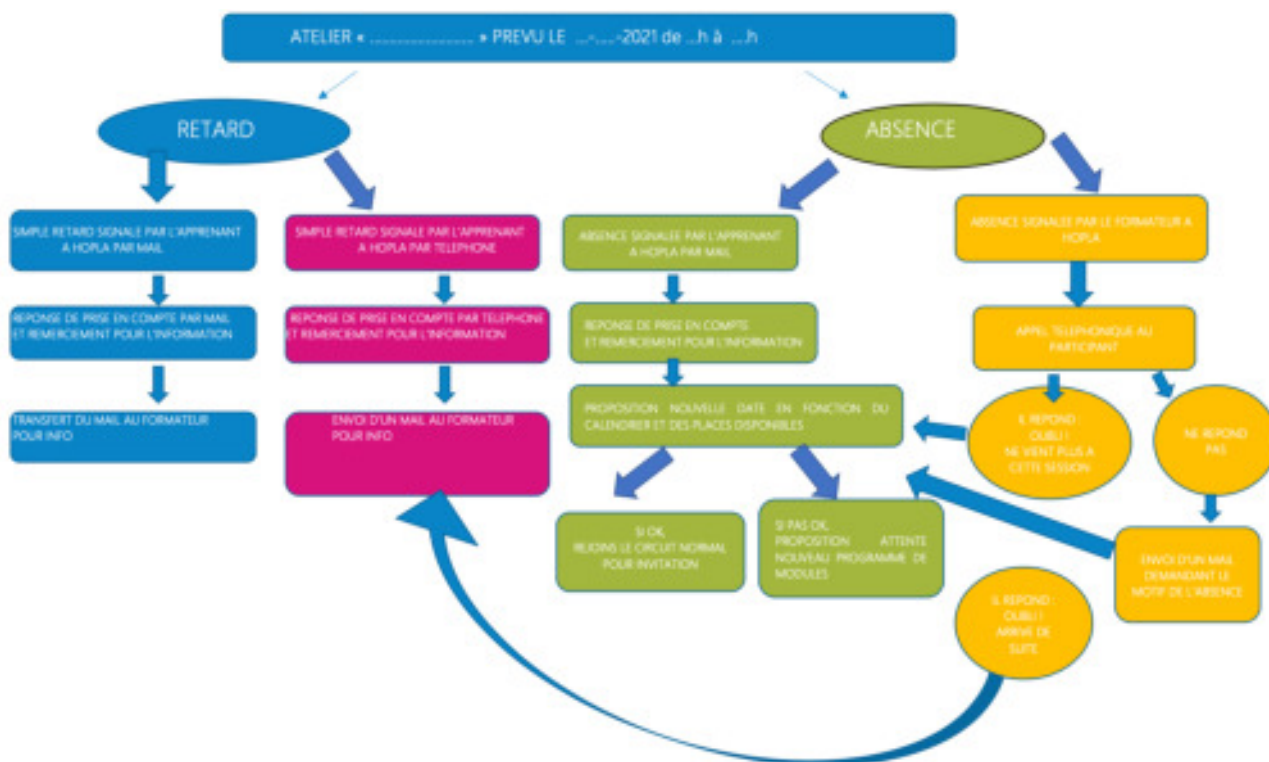 ATELIER « ........................... » PREVU LE ...-.....-2021 de ...h à ....h
RETARD
ABSENCE
SIMPLE RETARD SIGNALE PAR L'APPRENANT
A HOPLA PAR MAIL
SIMPLE RETARD SIGNALE PAR L'APPRENANT
A HOPLA PAR TELEPHONE
ABSENCE SIGNALEE PAR L'APPRENANT
A HOPLA PAR MAIL
ABSENCE SIGNALEE PAR LE FORMATEUR A
HOPLA
REPONSE DE PRISE EN COMPTE PAR MAIL
ET REMERCIEMENT POUR L'INFORMATION
REPONSE DE PRISE EN COMPTE PAR TELEPHONE
ET REMERCIEMENT POUR L'INFORMATION
REPONSE DE PRISE EN COMPTE
ET REMERCIEMENT POUR L'INFORMATION
APPEL TELEPHONIQUE AU
PARTICIPANT
TRANSFERT DU MAIL AU FORMATEUR
POUR INFO
ENVOI D'UN MAIL AU FORMATEUR
POUR INFO
PROPOSITION NOUVELLE DATE EN FONCTION DU
CALENDRIER ET DES PLACES DISPONIBLES
IL REPOND
OUBLI !
NE VIENT PLUS A
CETTE SESSION
NE REPOND
PAS
SI OK,
REJOINS LE CIRCUIT NORMAL
POUR INVITATION
SI PAS OK,
PROPOSITION ATTENTE
NOUVEAU PROGRAMME DE
MODULES
ENVOI D'UN MAIL
DEMANDANT LE
MOTIF DE L'ABSENCE
IL REPOND :
OUBLI !
ARRIVE DE
SUITE